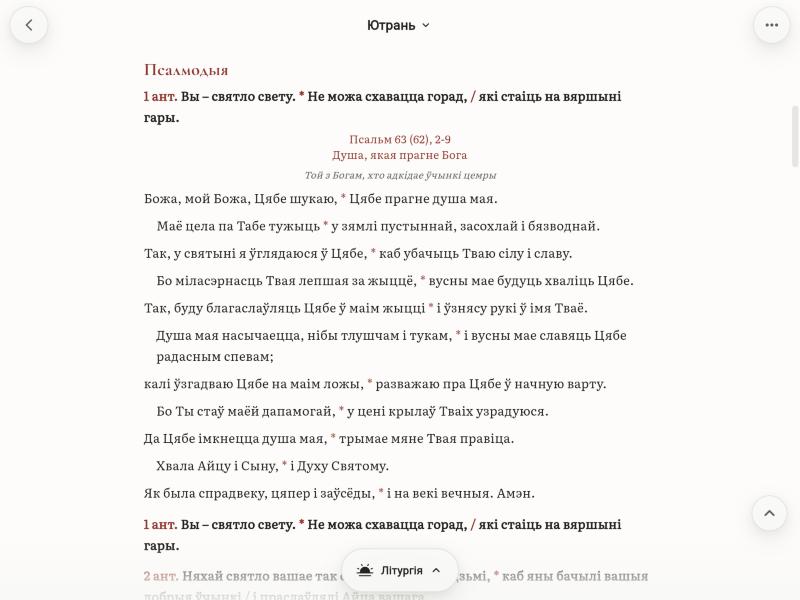 Ютрань
Псалмодыя
1 ант. Вы – святло свету. * Не можа схавацца горад, / які стаіць на вяршыні
гары.
Псальм 63 (62), 2-9
Душа, якая прагне Бога
Той з Богам, хто адкідае ўчынкі цемры
Божа, мой Божа, Цябе шукаю, * Цябе прагне душа мая.
Маё цела па Табе тужыць * у зямлі пустыннай, засохлай і бязводнай.
Так, у святыні я ўглядаюся ў Цябе, * каб убачыць Тваю сілу і славу.
Бо міласэрнасць Твая лепшая за жыццё, * вусны мае будуць хваліць Цябе.
Так, буду благаслаўляць Цябе ў маім жыцці * і ўзнясу рукі ў імя Тваё.
Душа мая насычаецца, нібы тлушчам і тукам, * і вусны мае славяць Цябе
радасным спевам;
калі ўзгадваю Цябе на маім ложы, * разважаю пра Цябе ў начную варту.
Бо Ты стаў маёй дапамогай, * у цені крылаў Тваіх узрадуюся.
Да Цябе імкнецца душа мая, * трымае мяне Твая правіца.
Хвала Айцу і Сыну, * і Духу Святому.
Як была спрадвеку, цяпер і заўсёды, * і на векі вечныя. Амэн.
1 ант. Вы – святло свету. * Не можа схавацца горад, / які стаіць на вяршыні
гары.
2 ант. Няхай святло вашае так * каб яны бачылі вашыя
добрыя ўчынкі / і праслаўлялі Айца вашага
Літургія